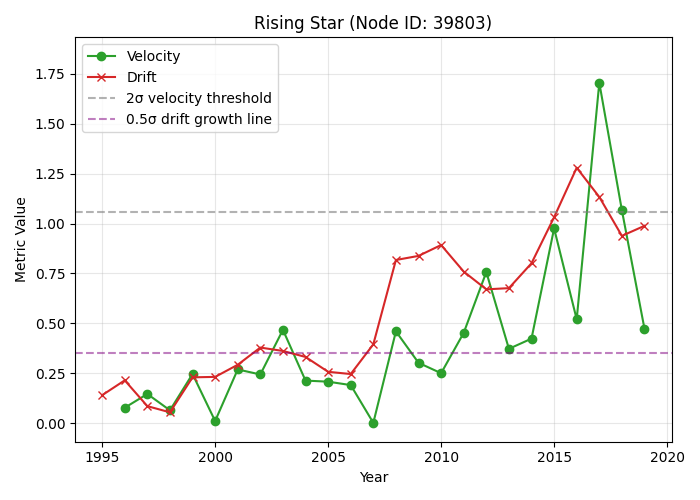 Rising Star (Node ID: 39803)
Velocity
Drift
2σ velocity threshold
0.5σ drift growth line
Metric Value
1.75
1.50
1.25
1.00
0.75
0.50
0.25
0.00
1995 2000 2005 2010 2015 2020
Year